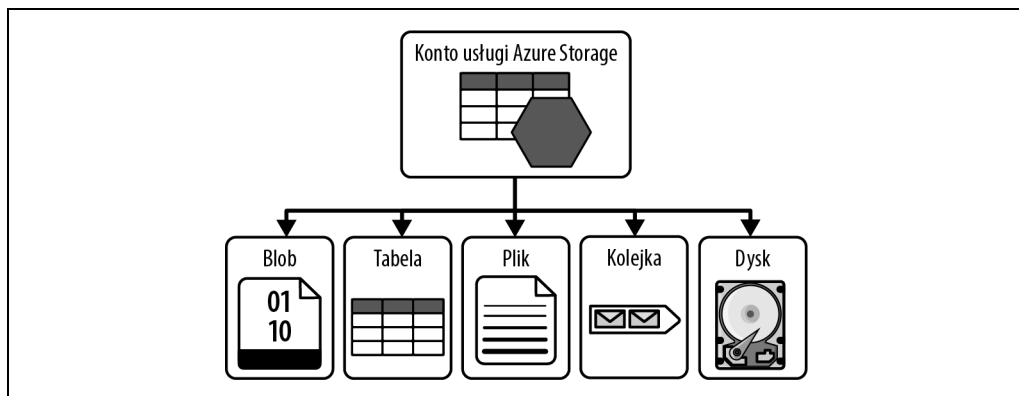 Konto usługi Azure Storage
Blob
Tabela
Plik
Kolejka
Dysk
01
10